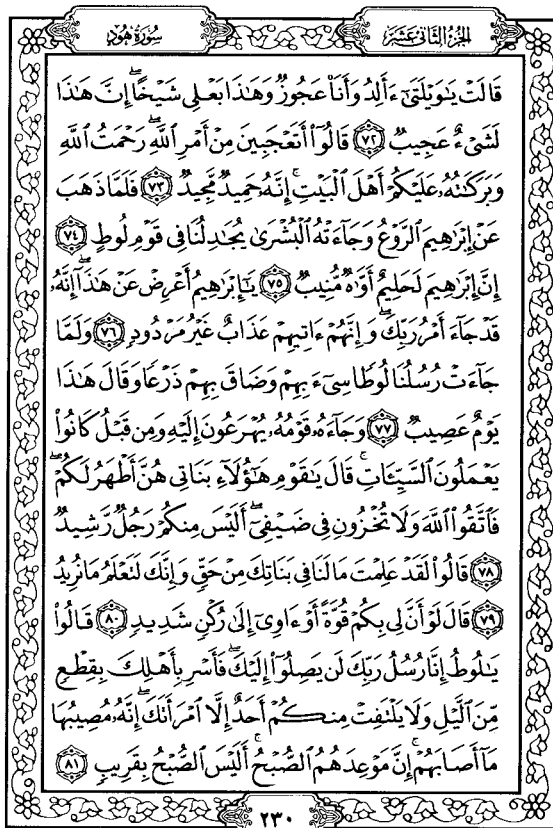 الجزء الثاني عشر
سورة هود
قَالَتْ يَٰوَيْلَتَىٰٓ ءَأَلِدُ وَأَنَا۠ عَجُوزٌ وَهَٰذَا بَعْلِى شَيْخًا ۖ إِنَّ هَٰذَا
لَشَىْءٌ عَجِيبٌ ٧٢ قَالُوٓا۟ أَتَعْجَبِينَ مِنْ أَمْرِ ٱللَّهِ ۖ رَحْمَتُ ٱللَّهِ
وَبَرَكَٰتُهُۥ عَلَيْكُمْ أَهْلَ ٱلْبَيْتِ ۚ إِنَّهُۥ حَمِيدٌ مَّجِيدٌ ٧٣ فَلَمَّا ذَهَبَ
عَنْ إِبْرَٰهِيمَ ٱلرَّوْعُ وَجَآءَتْهُ ٱلْبُشْرَىٰ يُجَٰدِلُنَا فِى قَوْمِ لُوطٍ ٧٤
إِنَّ إِبْرَٰهِيمَ لَحَلِيمٌ أَوَّٰهٌ مُّنِيبٌ ٧٥ يَٰٓإِبْرَٰهِيمُ أَعْرِضْ عَنْ هَٰذَآ ۖ إِنَّهُۥ
قَدْ جَآءَ أَمْرُ رَبِّكَ ۖ وَإِنَّهُمْ ءَاتِيهِمْ عَذَابٌ غَيْرُ مَرْدُودٍ ٧٦ وَلَمَّا
جَآءَتْ رُسُلُنَا لُوطًا سِىٓءَ بِهِمْ وَضَاقَ بِهِمْ ذَرْعًا وَقَالَ هَٰذَا
يَوْمٌ عَصِيبٌ ٧٧ وَجَآءَهُۥ قَوْمُهُۥ يُهْرَعُونَ إِلَيْهِ وَمِن قَبْلُ كَانُوا۟
يَعْمَلُونَ ٱلسَّيِّـَٔاتِ ۚ قَالَ يَٰقَوْمِ هَٰٓؤُلَآءِ بَنَاتِى هُنَّ أَطْهَرُ لَكُمْ ۖ
فَٱتَّقُوا۟ ٱللَّهَ وَلَا تُخْزُونِ فِى ضَيْفِىٓ ۖ أَلَيْسَ مِنكُمْ رَجُلٌ رَّشِيدٌ
٧٨ قَالُوا۟ لَقَدْ عَلِمْتَ مَا لَنَا فِى بَنَاتِكَ مِنْ حَقٍّ وَإِنَّكَ لَتَعْلَمُ مَا نُرِيدُ
٧٩ قَالَ لَوْ أَنَّ لِى بِكُمْ قُوَّةً أَوْ ءَاوِىٓ إِلَىٰ رُكْنٍ شَدِيدٍ ٨٠ قَالُوا۟
يَٰلُوطُ إِنَّا رُسُلُ رَبِّكَ لَن يَصِلُوٓا۟ إِلَيْكَ ۖ فَأَسْرِ بِأَهْلِكَ بِقِطْعٍ
مِّنَ ٱلَّيْلِ وَلَا يَلْتَفِتْ مِنكُمْ أَحَدٌ إِلَّا ٱمْرَأَتَكَ ۖ إِنَّهُۥ مُصِيبُهَا
مَآ أَصَابَهُمْ ۚ إِنَّ مَوْعِدَهُمُ ٱلصُّبْحُ ۚ أَلَيْسَ ٱلصُّبْحُ بِقَرِيبٍ ٨١
٢٣٠